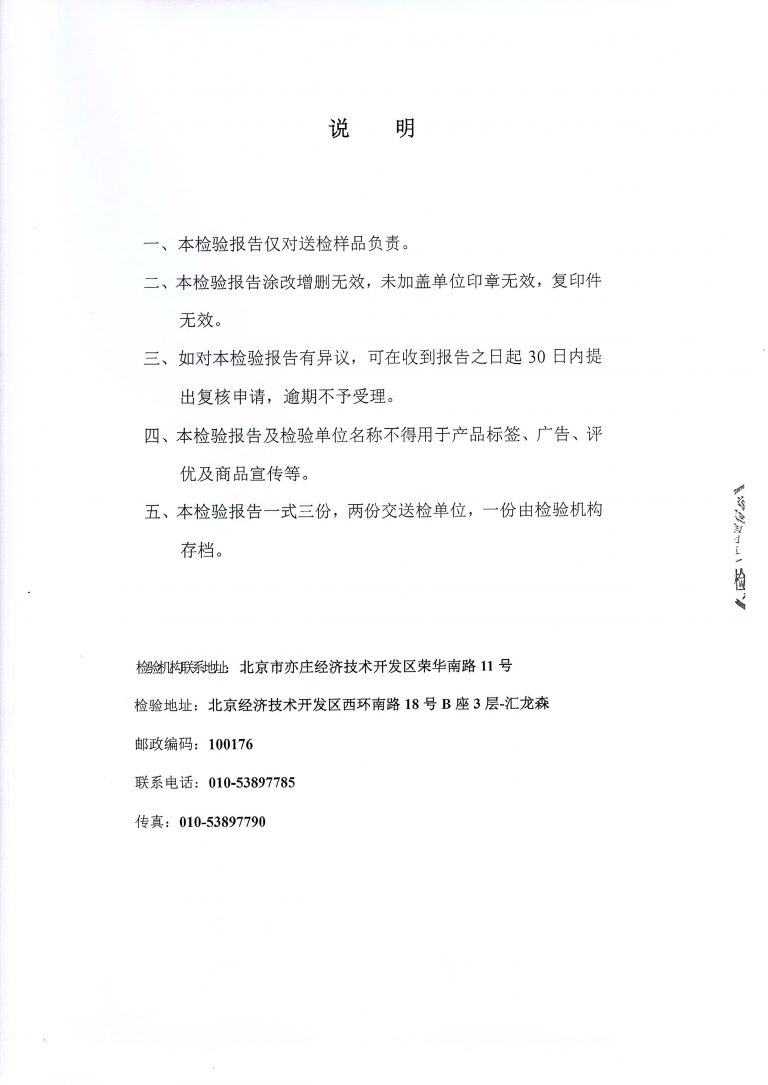 说 明
一、本检验报告仅对送检样品负责。
二、本检验报告涂改增删无效，未加盖单位印章无效，复印件
无效。
三、如对本检验报告有异议，可在收到报告之日起 30 日内提
出复核申请，逾期不予受理。
四、本检验报告及检验单位名称不得用于产品标签、广告、评
优及商品宣传等。
五、本检验报告一式三份，两份交送检单位，一份由检验机构
存档。
检验机构联系地址：北京市亦庄经济技术开发区荣华南路 11 号
检验地址：北京经济技术开发区西环南路 18 号 B 座 3 层-汇龙森
邮政编码：100176
联系电话：010-53897785
传真：010-53897790